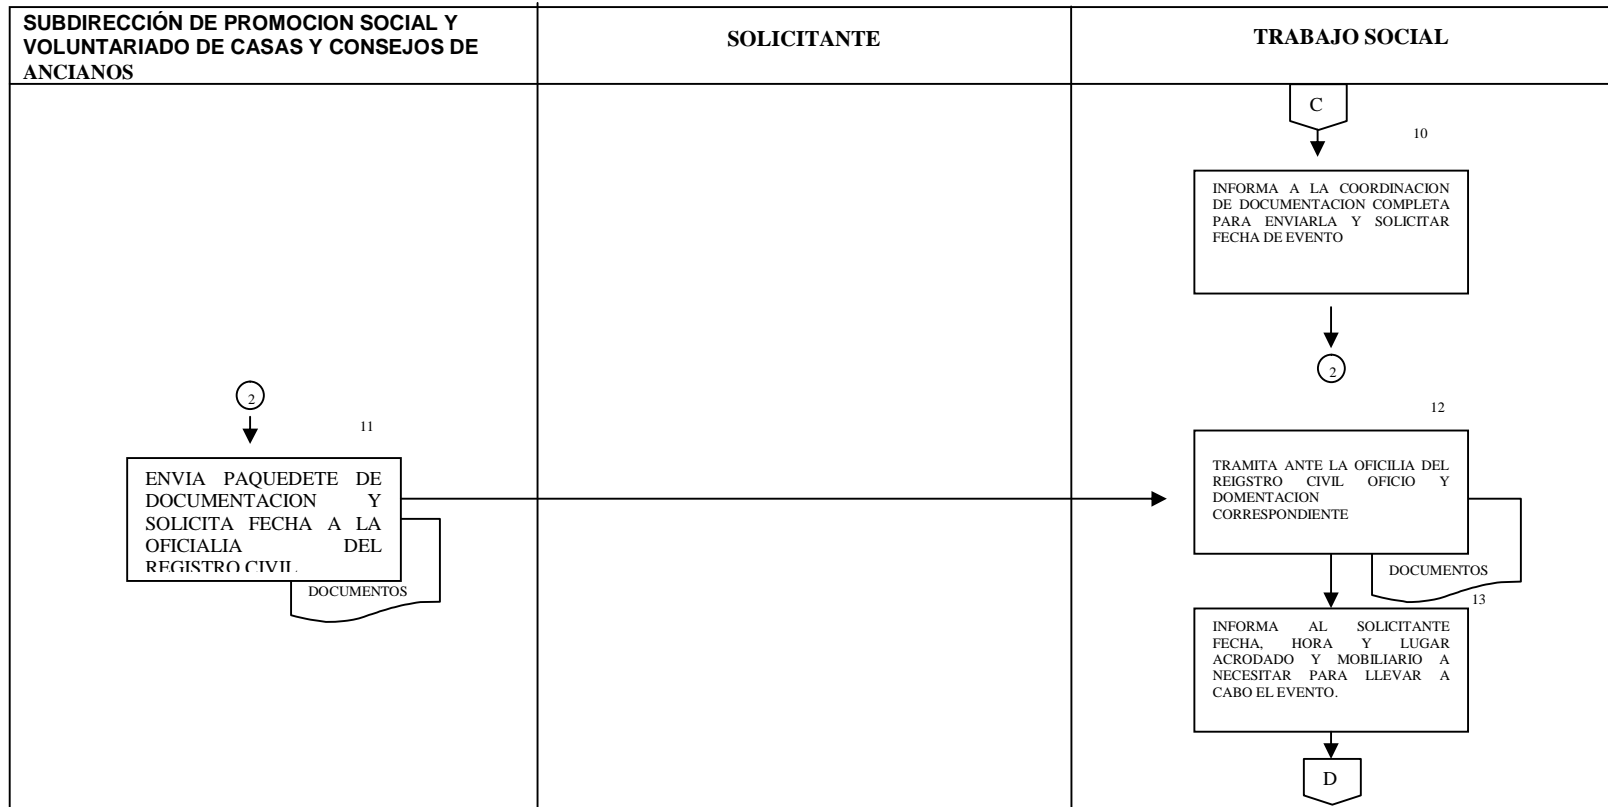 SUBDIRECCIÓN DE PROMOCION SOCIAL Y
VOLUNTARIADO DE CASAS Y CONSEJOS DE
ANCIANOS
SOLICITANTE
TRABAJO SOCIAL
C
10
INFORMA A LA COORDINACION
DE DOCUMENTACION COMPLETA
PARA ENVIARLA Y SOLICITAR
FECHA DE EVENTO
2
2
11
ENVIA PAQUEDETE DE
DOCUMENTACION Y
SOLICITA FECHA A LA
OFICIALIA DEL
REGISTRO CIVIL
DOCUMENTOS
12
TRAMITA ANTE LA OFICILIA DEL
REIGSTRO CIVIL OFICIO Y
DOMENTACION
CORRESPONDIENTE
DOCUMENTOS
13
INFORMA AL SOLICITANTE
FECHA, HORA Y LUGAR
ACRODADO Y MOBILIARIO A
NECESITAR PARA LLEVAR A
CABO EL EVENTO.
D